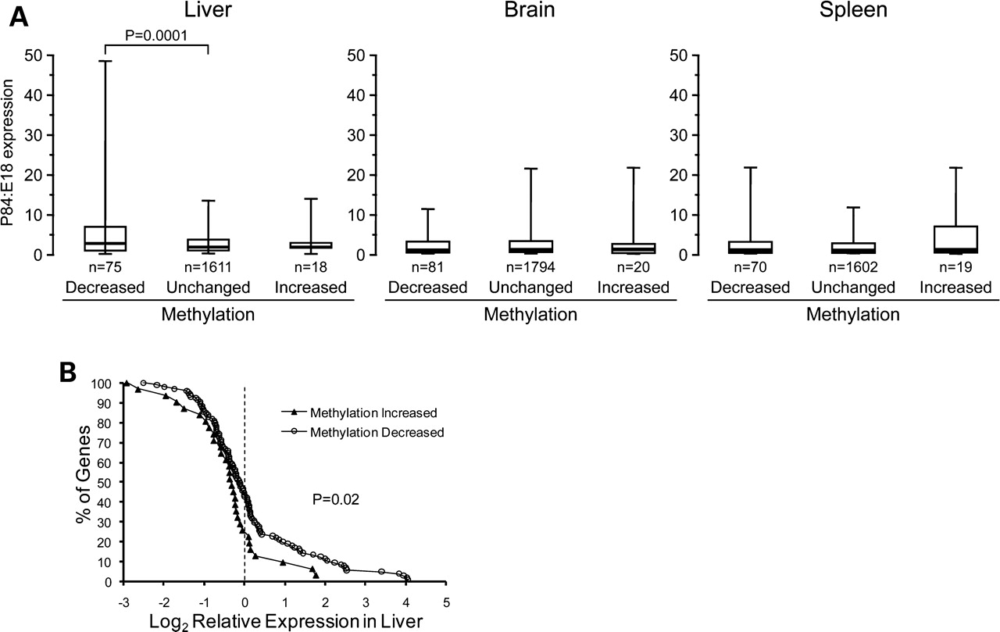 A
Liver
Brain
Spleen
P=0.0001
P84:E18 expression
50
40
30
20
10
0
50
40
30
20
10
0
50
40
30
20
10
0
n=75
n=1611
n=18
Decreased
Unchanged
Increased
Methylation
n=81
n=1794
n=20
Decreased
Unchanged
Increased
Methylation
n=70
n=1602
n=19
Decreased
Unchanged
Increased
Methylation
B
% of Genes
100
90
80
70
60
50
40
30
20
10
0
Methylation Increased
Methylation Decreased
P=0.02
-3 -2 -1 0 1 2 3 4 5
Log2 Relative Expression in Liver